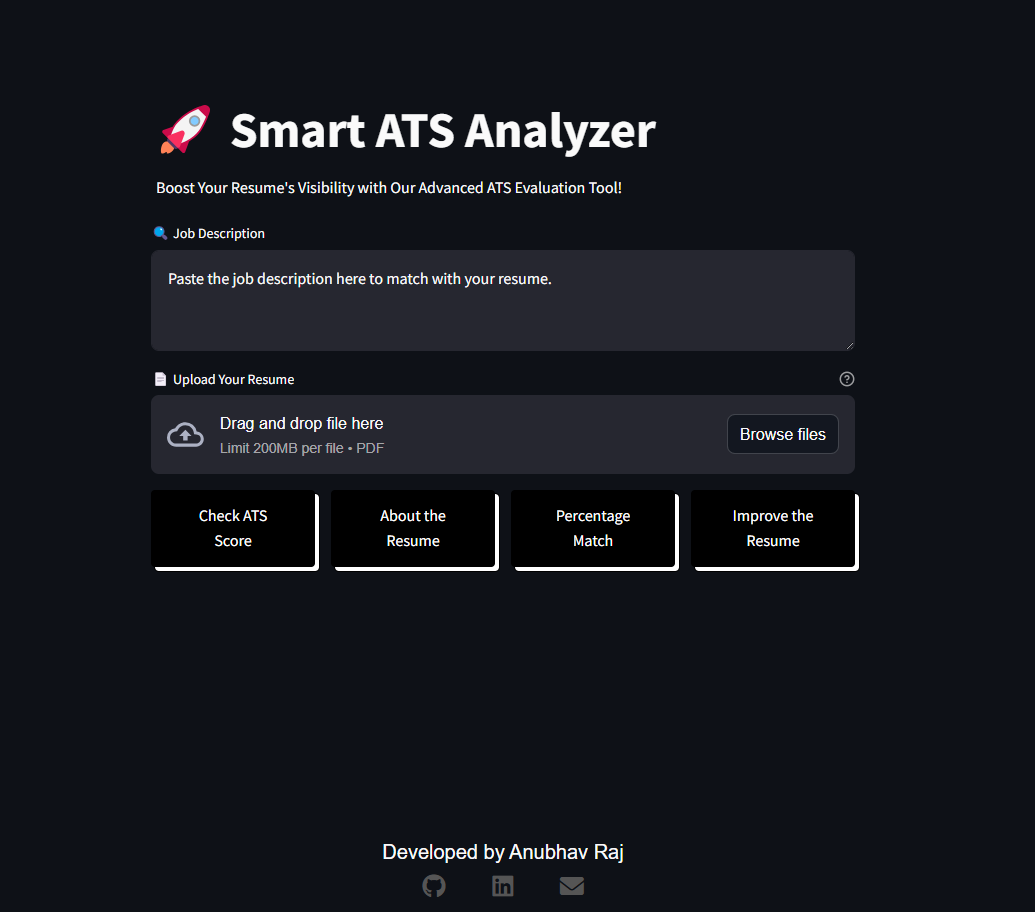 Smart ATS Analyzer
Boost Your Resume's Visibility with Our Advanced ATS Evaluation Tool!
Job Description
Paste the job description here to match with your resume.
Upload Your Resume
Drag and drop file here
Limit 200MB per file • PDF
Browse files
Check ATS
Score
About the
Resume
Percentage
Match
Improve the
Resume
Developed by Anubhav Raj